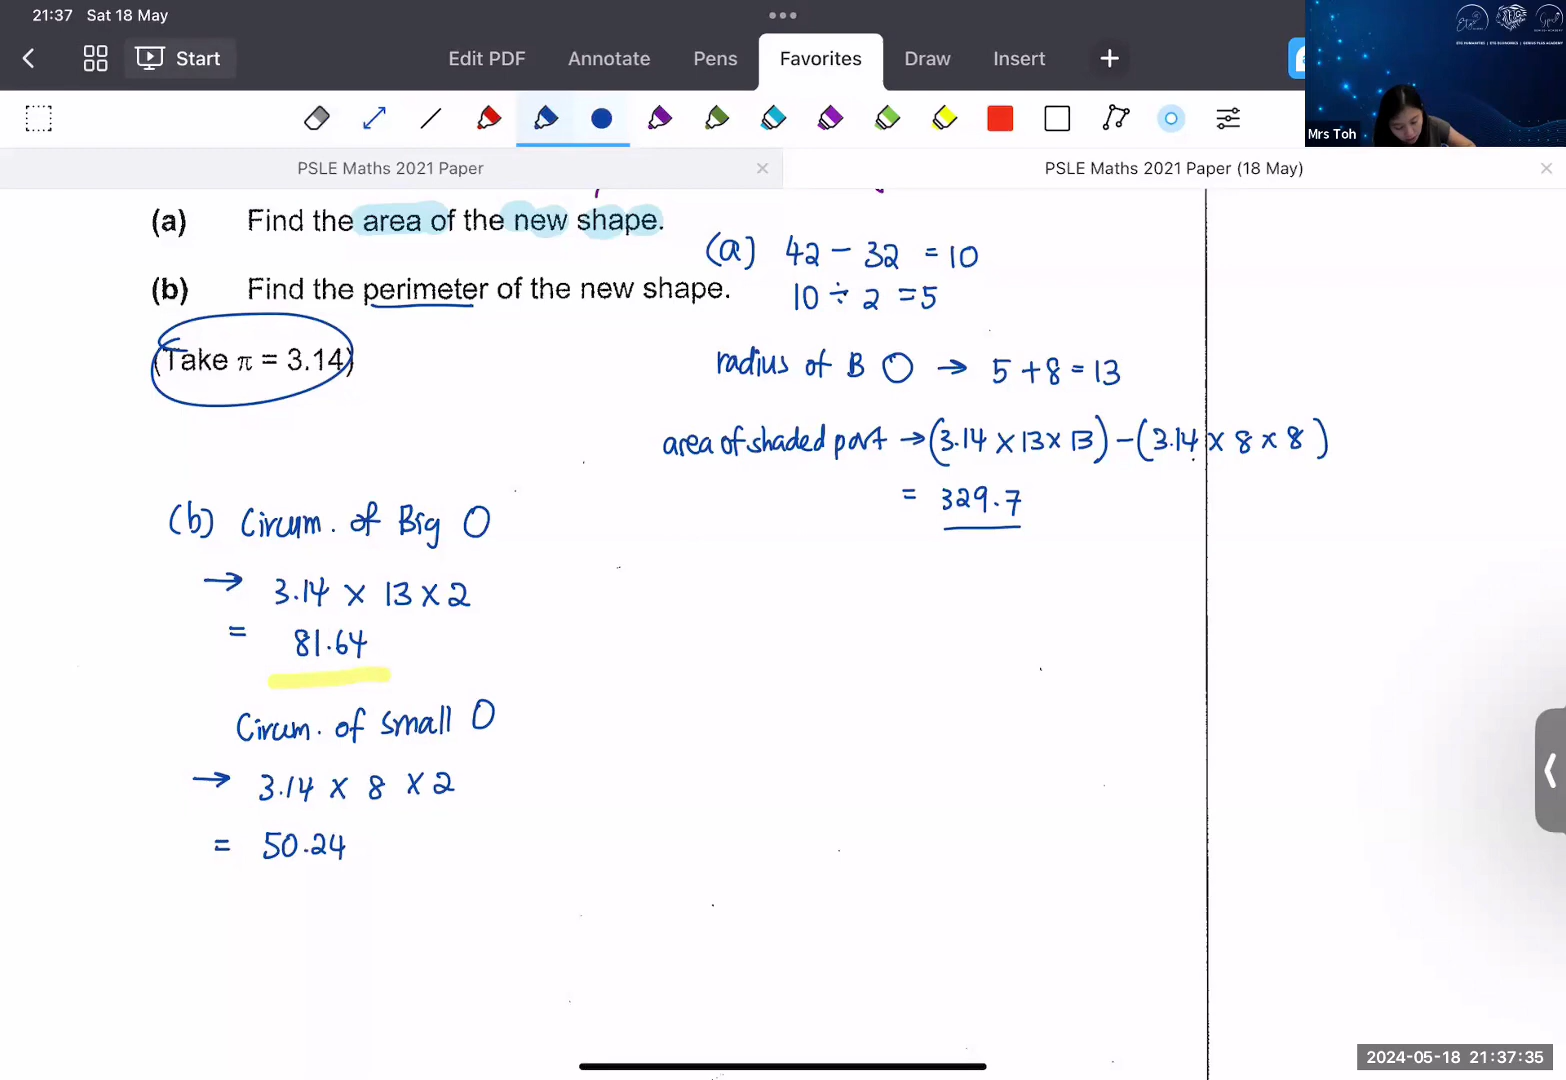 21:37 Sat 18 May
Start
Edit PDF Annotate Pens Favorites Draw Insert
Mrs Toh
PSLE Maths 2021 Paper
PSLE Maths 2021 Paper (18 May)
(a) Find the area of the new shape.
(b) Find the perimeter of the new shape.
(Take π = 3.14)
(a) 42 − 32 = 10
10 ÷ 2 = 5
radius of B O → 5 + 8 = 13
area of shaded part → (3.14 × 13 × 13) − (3.14 × 8 × 8)
= 329.7
(b) Circum. of Big O
→ 3.14 × 13 × 2
= 81.64
Circum. of small O
→ 3.14 × 8 × 2
= 50.24
2024-05-18 21:37:35